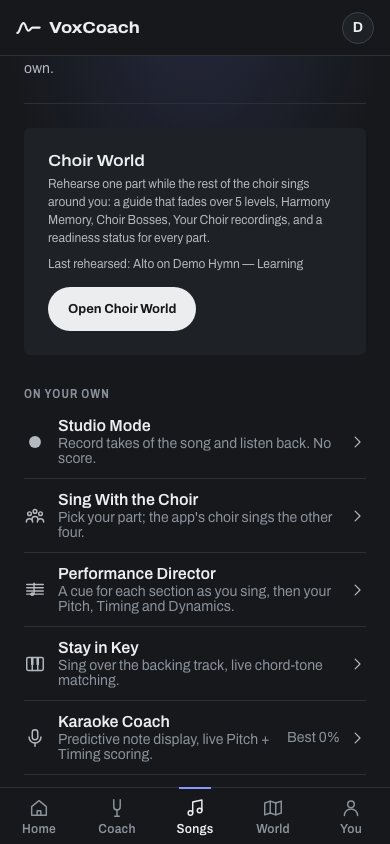 VoxCoach
D
own.
Choir World
Rehearse one part while the rest of the choir sings
around you: a guide that fades over 5 levels, Harmony
Memory, Choir Bosses, Your Choir recordings, and a
readiness status for every part.
Last rehearsed: Alto on Demo Hymn — Learning
Open Choir World
ON YOUR OWN
Studio Mode
Record takes of the song and listen back. No
score.
Sing With the Choir
Pick your part; the app's choir sings the other
four.
Performance Director
A cue for each section as you sing, then your
Pitch, Timing and Dynamics.
Stay in Key
Sing over the backing track, live chord-tone
matching.
Karaoke Coach
Predictive note display, live Pitch +
Timing scoring.
Best 0%
Home
Coach
Songs
World
You